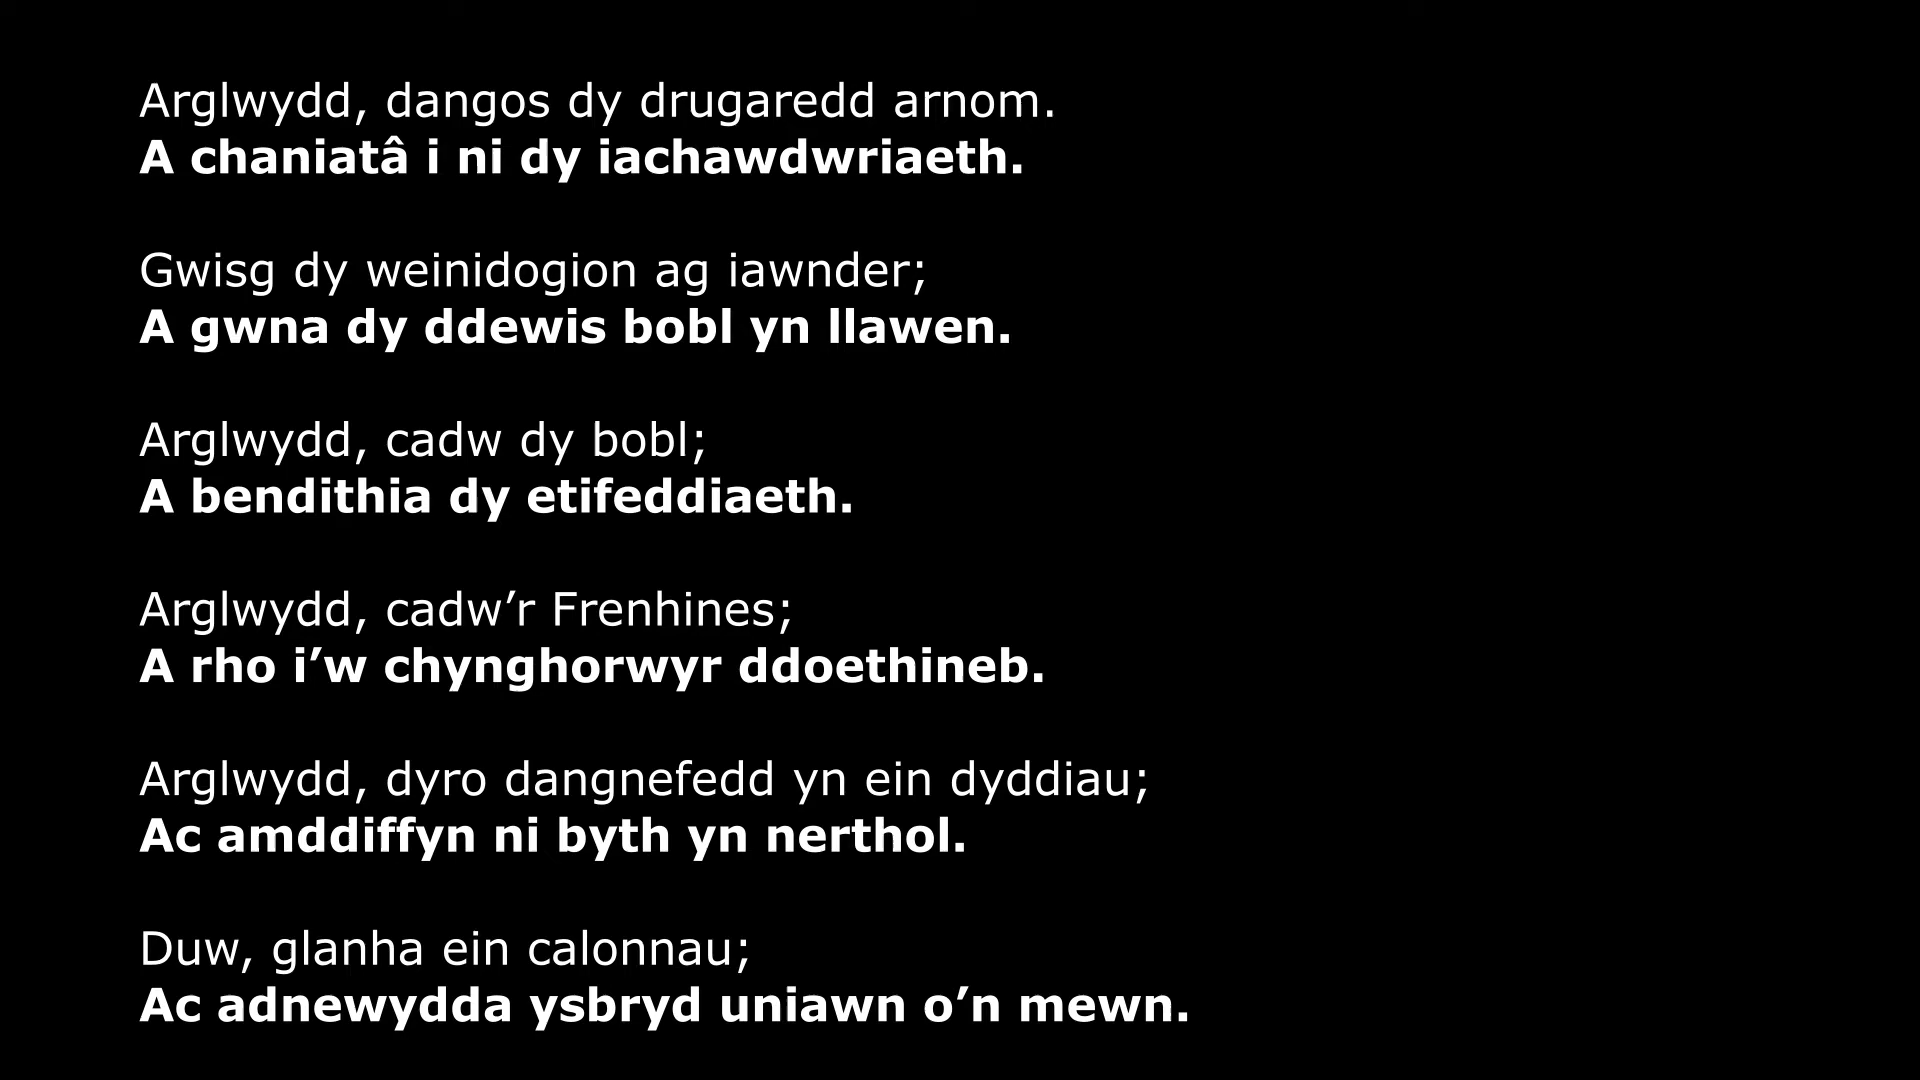 Arglwydd, dangos dy drugaredd arnom.
A chaniatâ i ni dy iachawdwriaeth.
Gwisg dy weinidogion ag iawnder;
A gwna dy ddewis bobl yn llawen.
Arglwydd, cadw dy bobl;
A bendithia dy etifeddiaeth.
Arglwydd, cadw’r Frenhines;
A rho i’w chynghorwyr ddoethineb.
Arglwydd, dyro dangnefedd yn ein dyddiau;
Ac amddiffyn ni byth yn nerthol.
Duw, glanha ein calonnau;
Ac adnewydda ysbryd uniawn o’n mewn.